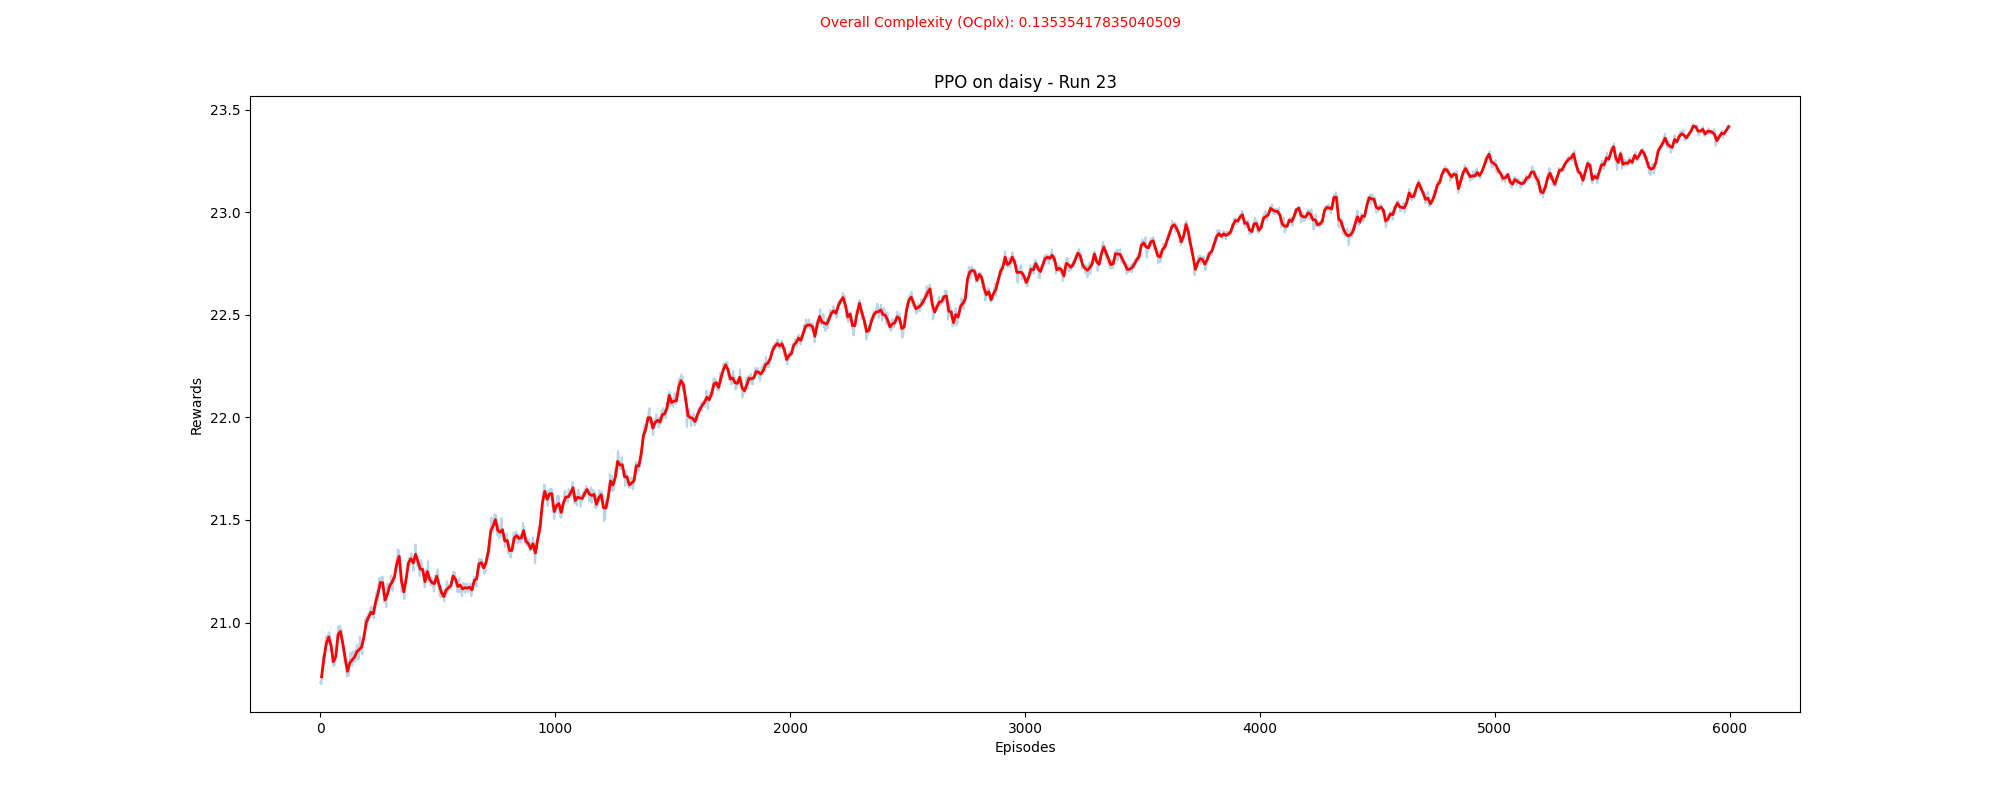 Overall Complexity (OCplx): 0.13535417835040509
PPO on daisy - Run 23
23.5
23.0
22.5
22.0
21.5
21.0
Rewards
0 1000 2000 3000 4000 5000 6000
Episodes